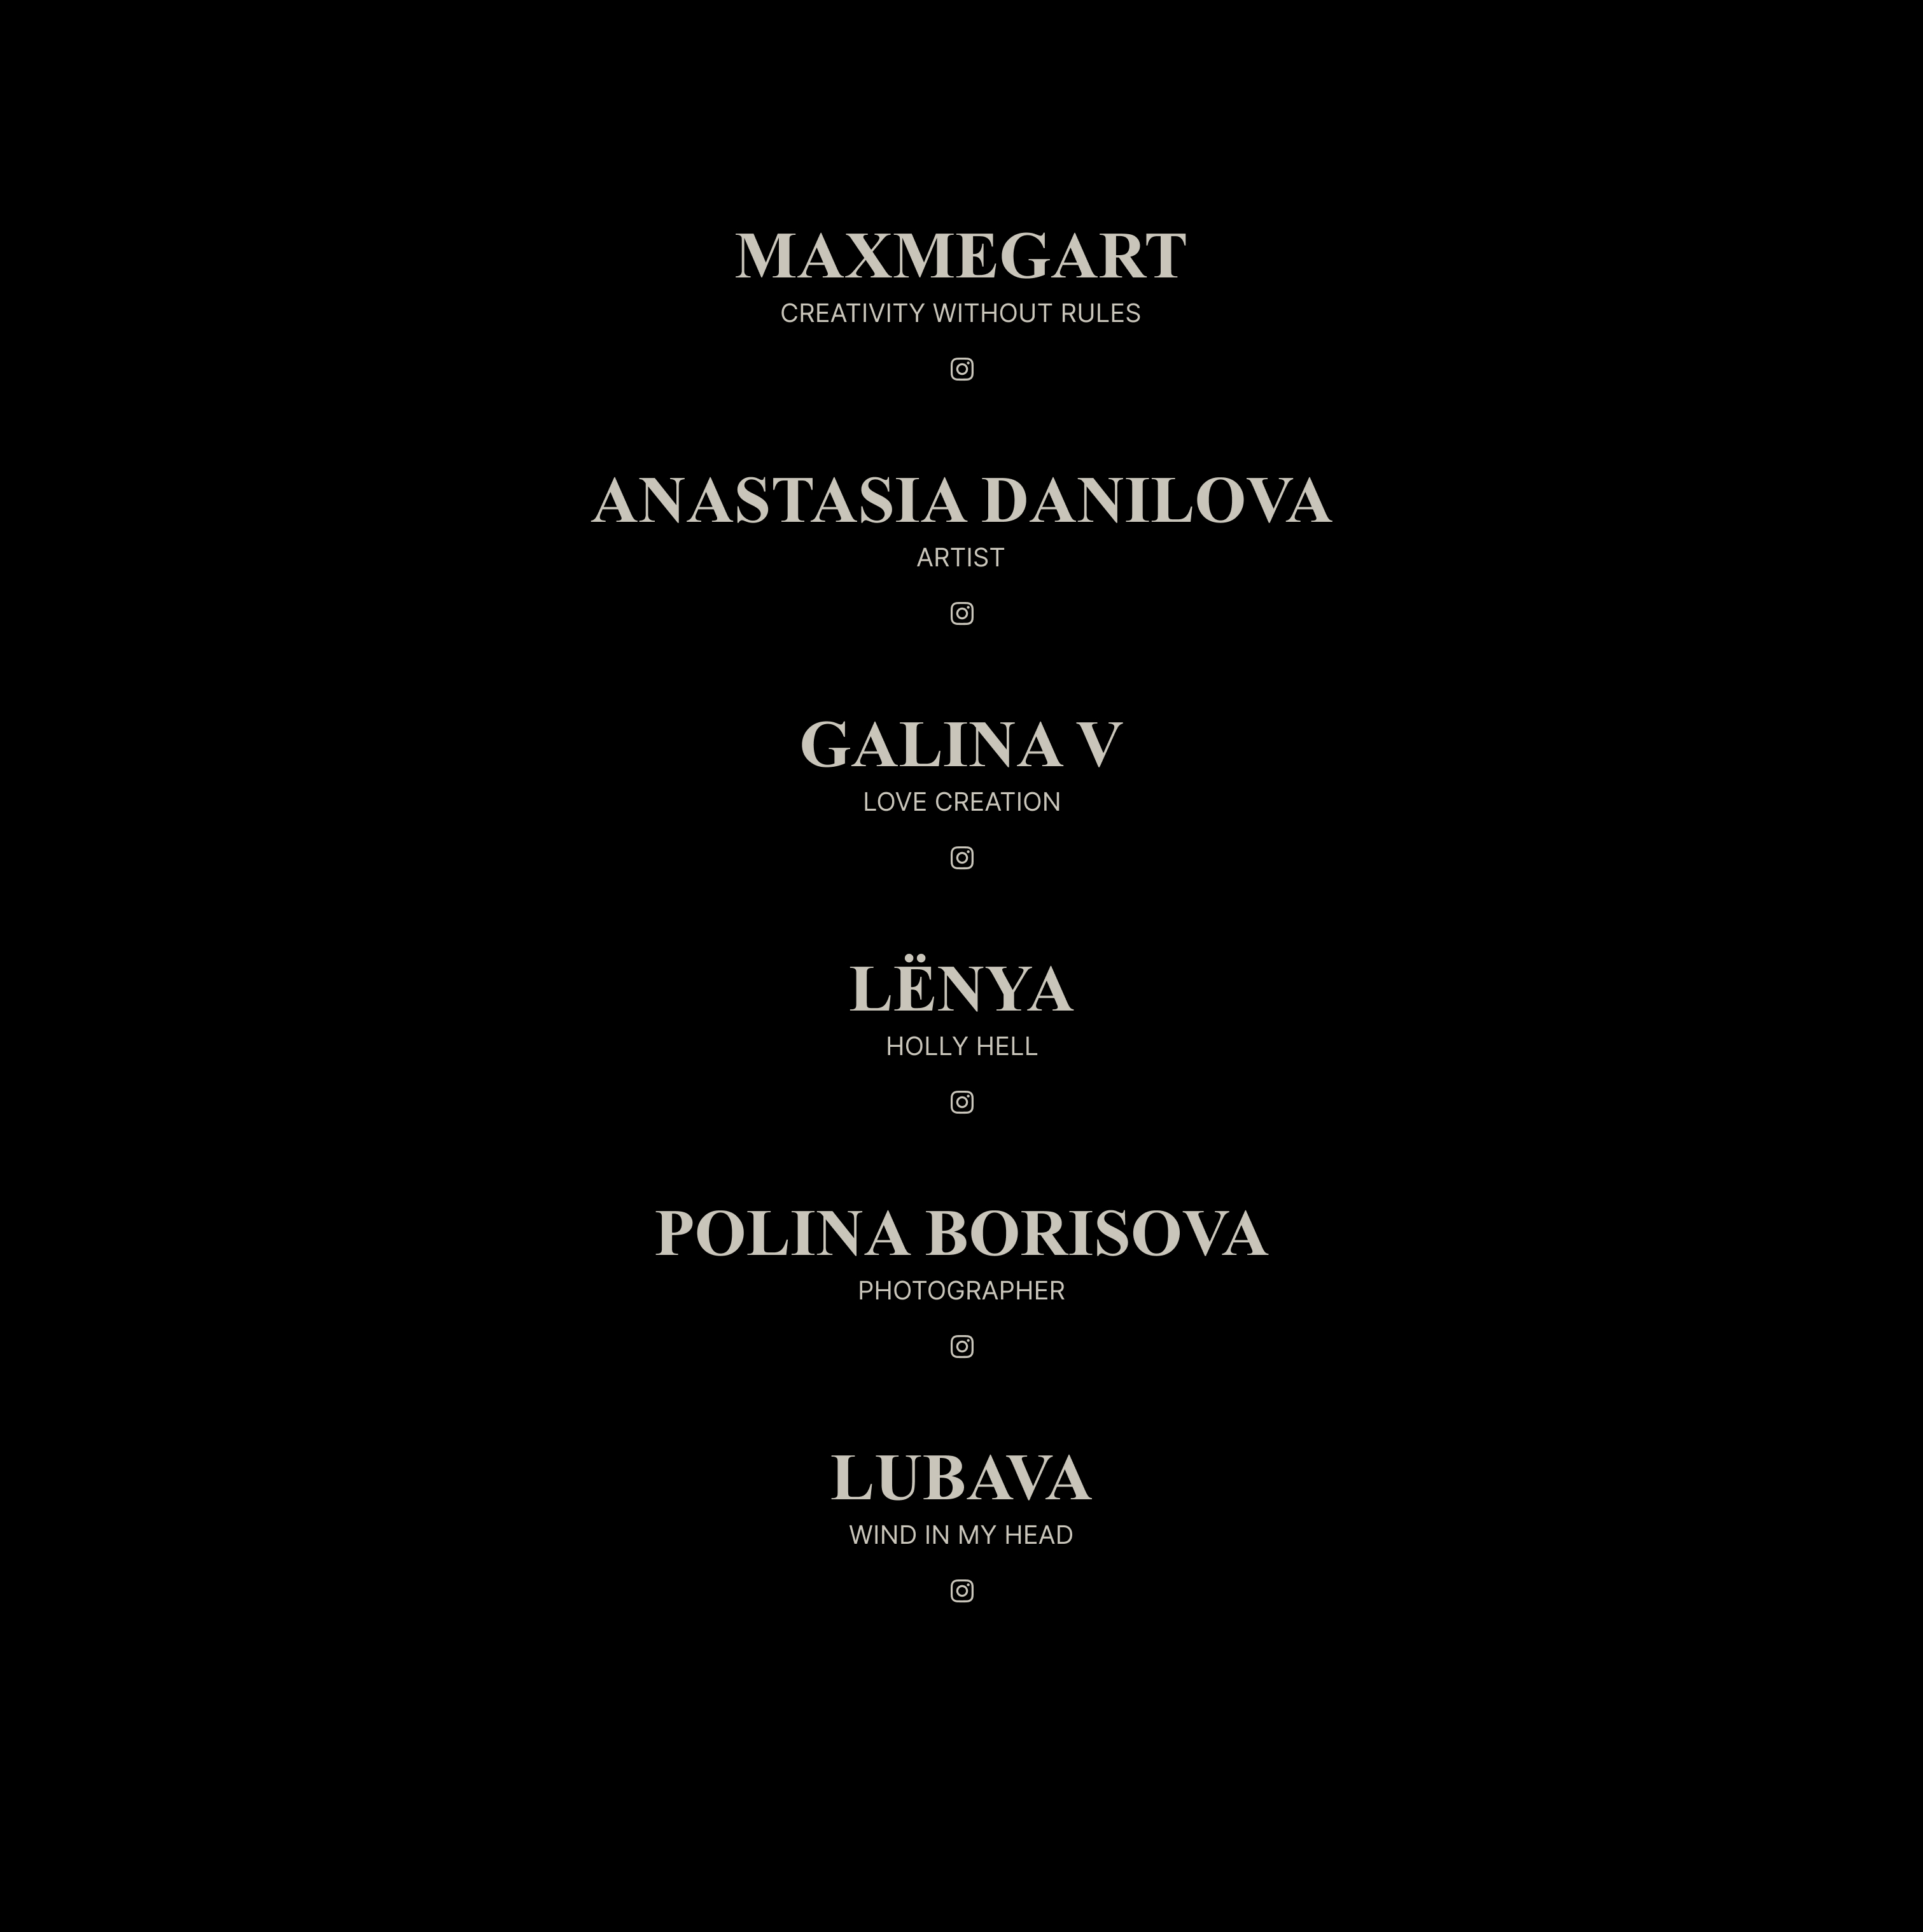 MAXMEGART
CREATIVITY WITHOUT RULES
ANASTASIA DANILOVA
ARTIST
GALINA V
LOVE CREATION
LËNYA
HOLLY HELL
POLINA BORISOVA
PHOTOGRAPHER
LUBAVA
WIND IN MY HEAD